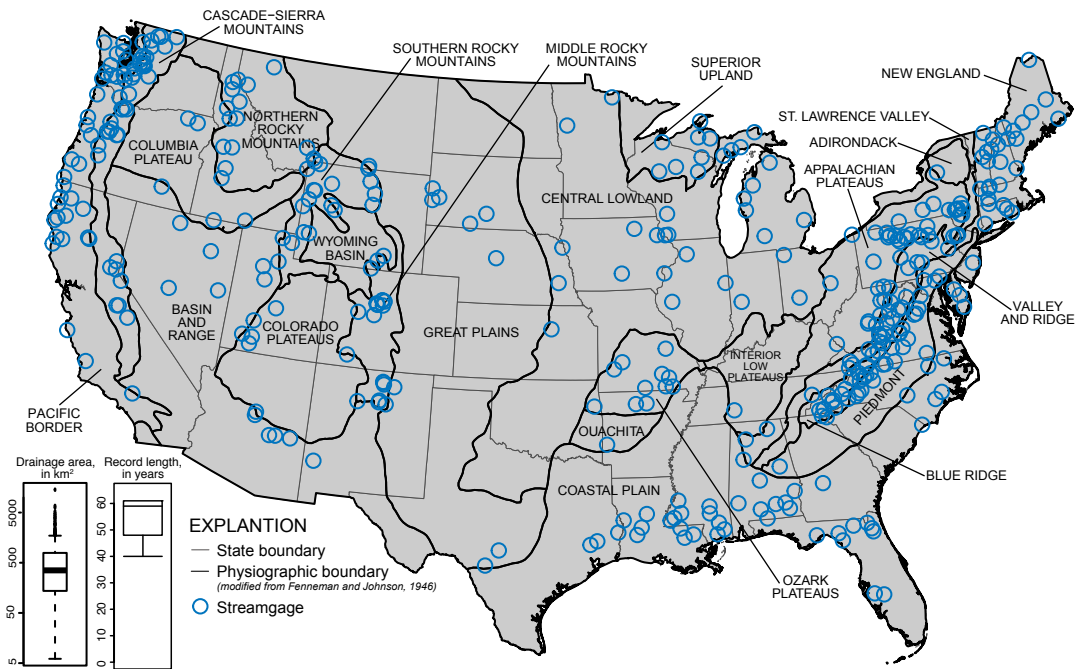 CASCADE−SIERRA
MOUNTAINS
SOUTHERN ROCKY
MOUNTAINS
MIDDLE ROCKY
MOUNTAINS
SUPERIOR
UPLAND
NEW ENGLAND
ST. LAWRENCE VALLEY
ADIRONDACK
APPALACHIAN
PLATEAUS
NORTHERN
ROCKY
MOUNTAINS
COLUMBIA
PLATEAU
CENTRAL LOWLAND
WYOMING
BASIN
BASIN
AND
RANGE
COLORADO
PLATEAUS
GREAT PLAINS
VALLEY
AND RIDGE
INTERIOR
LOW
PLATEAUS
PIEDMONT
PACIFIC
BORDER
OUACHITA
BLUE RIDGE
COASTAL PLAIN
OZARK
PLATEAUS
Drainage area,
in km²
5000
500
50
5
Record length,
in years
60
50
40
30
20
10
0
EXPLANTION
State boundary
Physiographic boundary
(modified from Fenneman and Johnson, 1946)
Streamgage